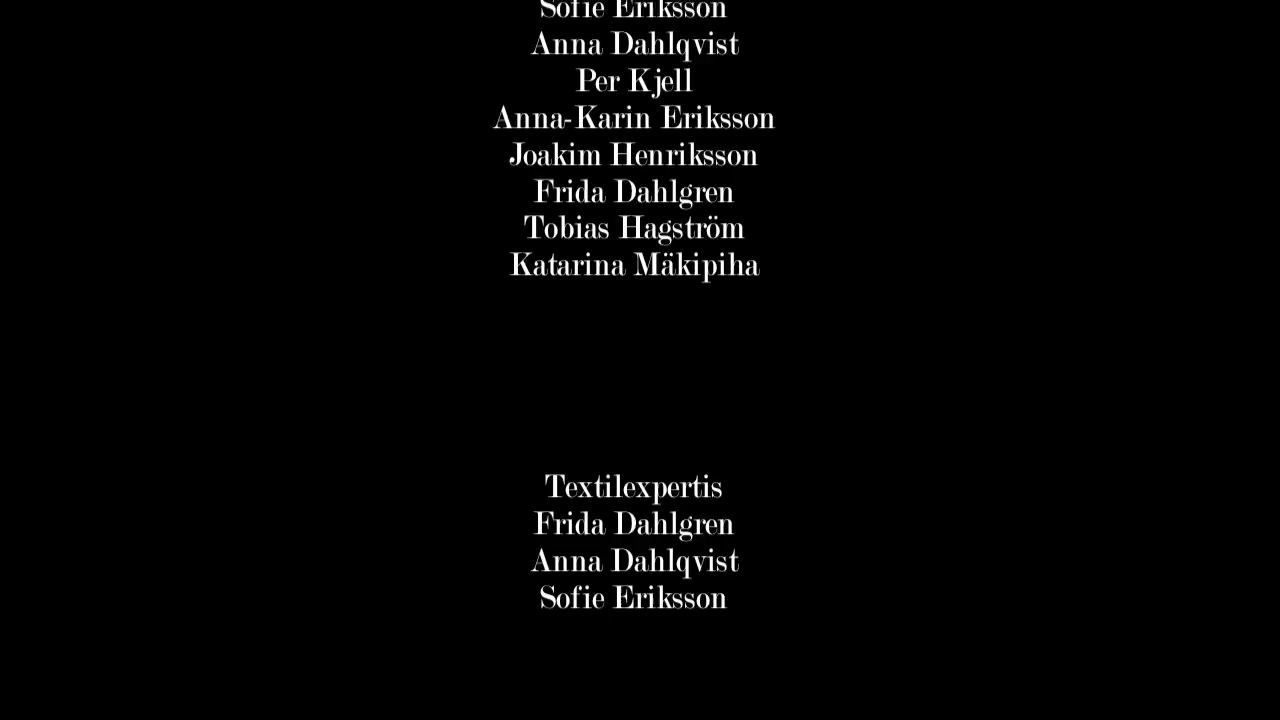 Sofie Eriksson
Anna Dahlqvist
Per Kjell
Anna-Karin Eriksson
Joakim Henriksson
Frida Dahlgren
Tobias Hagström
Katarina Mäkipiha
Textilexpertis
Frida Dahlgren
Anna Dahlqvist
Sofie Eriksson